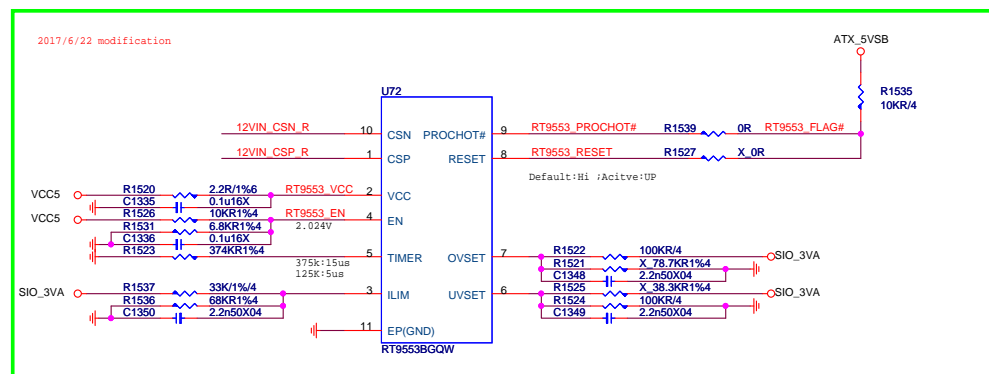 2017/6/22 modification
ATX_5VSB
R1535
10KR/4
U72
12VIN_CSN_R
10
CSN
PROCHOT#
9
RT9553_PROCHOT#
R1539
0R
RT9553_FLAG#
12VIN_CSP_R
1
CSP
RESET
8
RT9553_RESET
R1527
X_0R
Default:Hi ;Acitve:UP
VCC5
R1520
2.2R/1%6
RT9553_VCC
2
VCC
C1335
0.1u16X
VCC5
R1526
10KR1%4
RT9553_EN
4
EN
R1531
6.8KR1%4
2.024V
C1336
0.1u16X
R1523
374KR1%4
5
TIMER
375k:15us
125K:5us
OVSET
7
R1522
100KR/4
SIO_3VA
R1521
X_78.7KR1%4
C1348
2.2n50X04
SIO_3VA
R1537
33K/1%/4
3
ILIM
R1536
68KR1%4
C1350
2.2n50X04
UVSET
6
R1525
X_38.3KR1%4
SIO_3VA
R1524
100KR/4
C1349
2.2n50X04
11
EP(GND)
RT9553BGQW